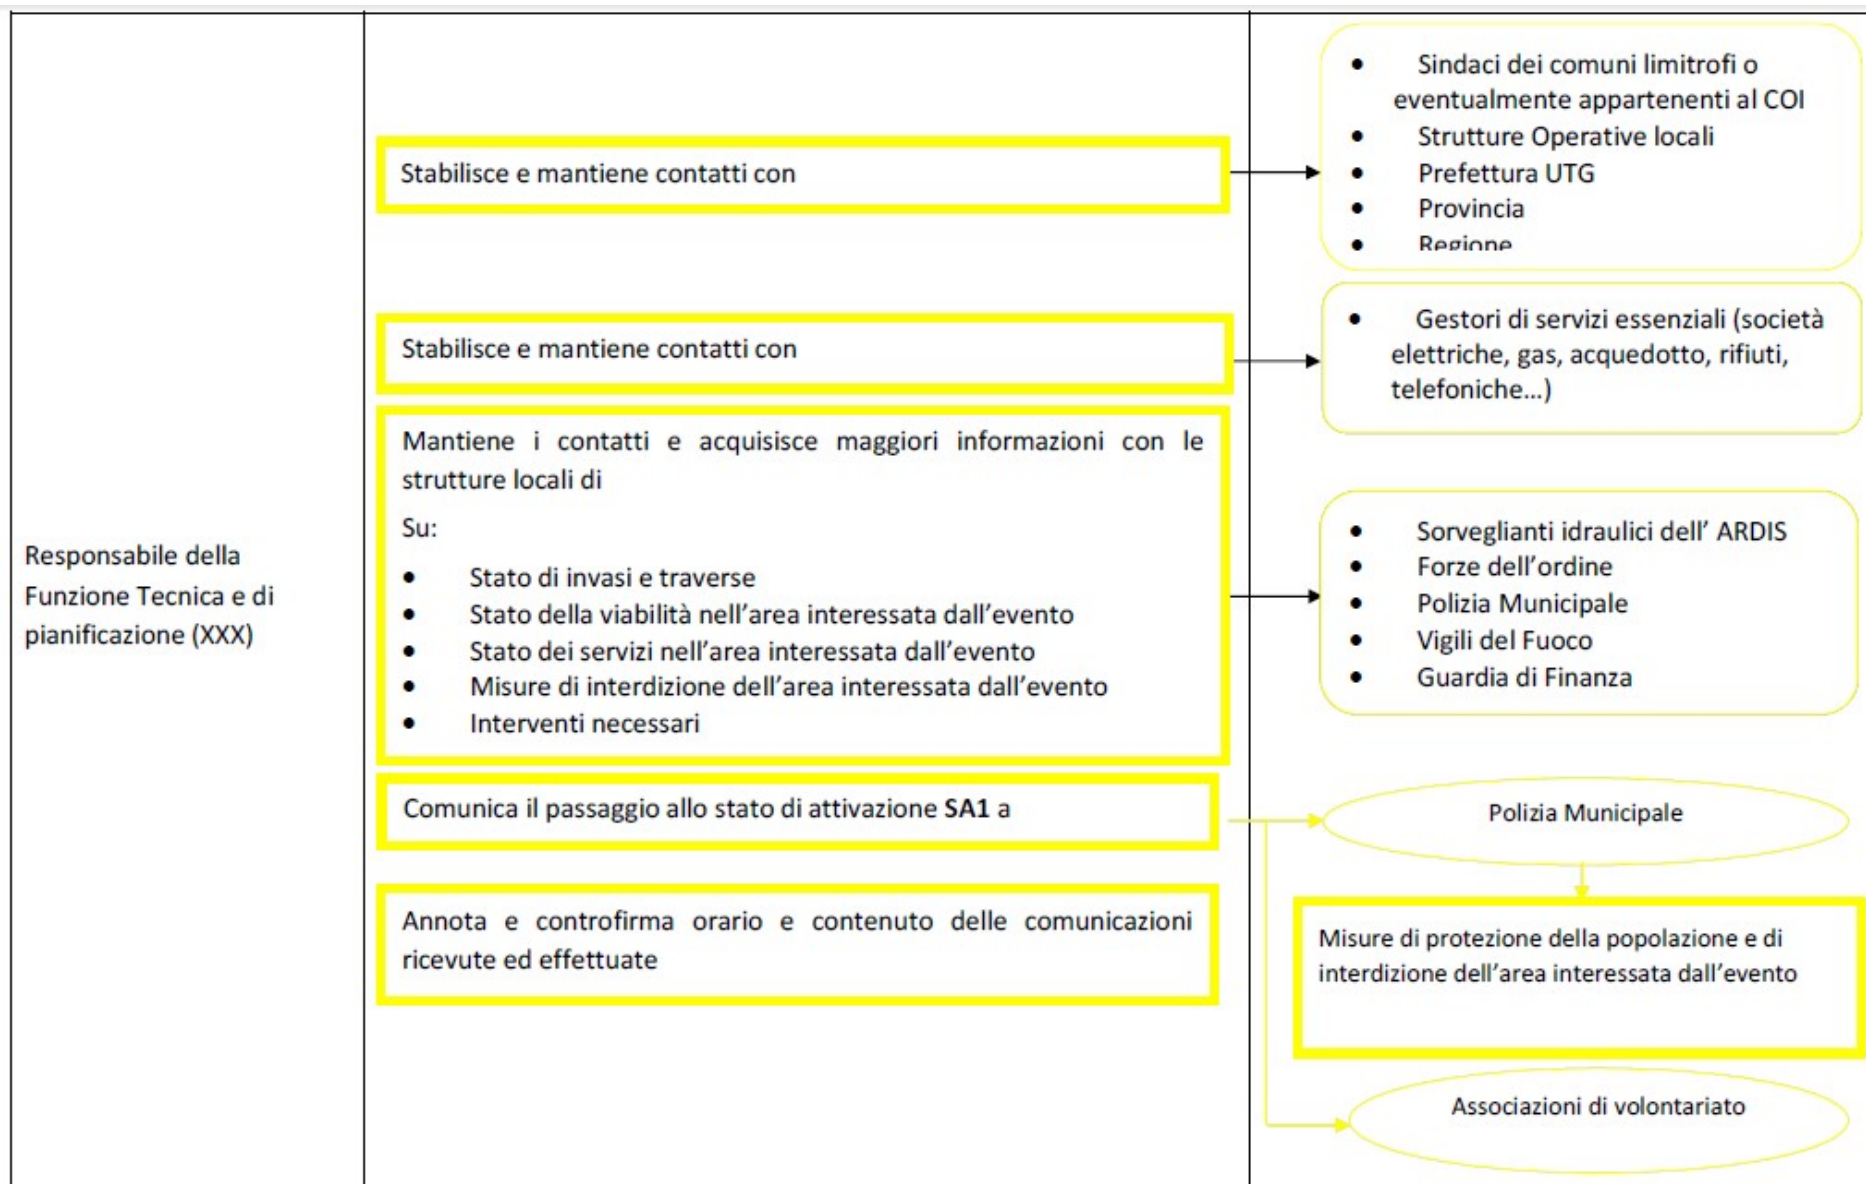 Responsabile della
Funzione Tecnica e di
pianificazione (XXX)
Stabilisce e mantiene contatti con
• Sindaci dei comuni limitrofi o
eventualmente appartenenti al COI
• Strutture Operative locali
• Prefettura UTG
• Provincia
• Regione
Stabilisce e mantiene contatti con
• Gestori di servizi essenziali (società
elettriche, gas, acquedotto, rifiuti,
telefoniche…)
Mantiene i contatti e acquisisce maggiori informazioni con le
strutture locali di
Su:
• Stato di invasi e traverse
• Stato della viabilità nell'area interessata dall'evento
• Stato dei servizi nell'area interessata dall'evento
• Misure di interdizione dell'area interessata dall'evento
• Interventi necessari
• Sorveglianti idraulici dell' ARDIS
• Forze dell'ordine
• Polizia Municipale
• Vigili del Fuoco
• Guardia di Finanza
Comunica il passaggio allo stato di attivazione SA1 a
Polizia Municipale
Misure di protezione della popolazione e di
interdizione dell'area interessata dall'evento
Associazioni di volontariato
Annota e controfirma orario e contenuto delle comunicazioni
ricevute ed effettuate